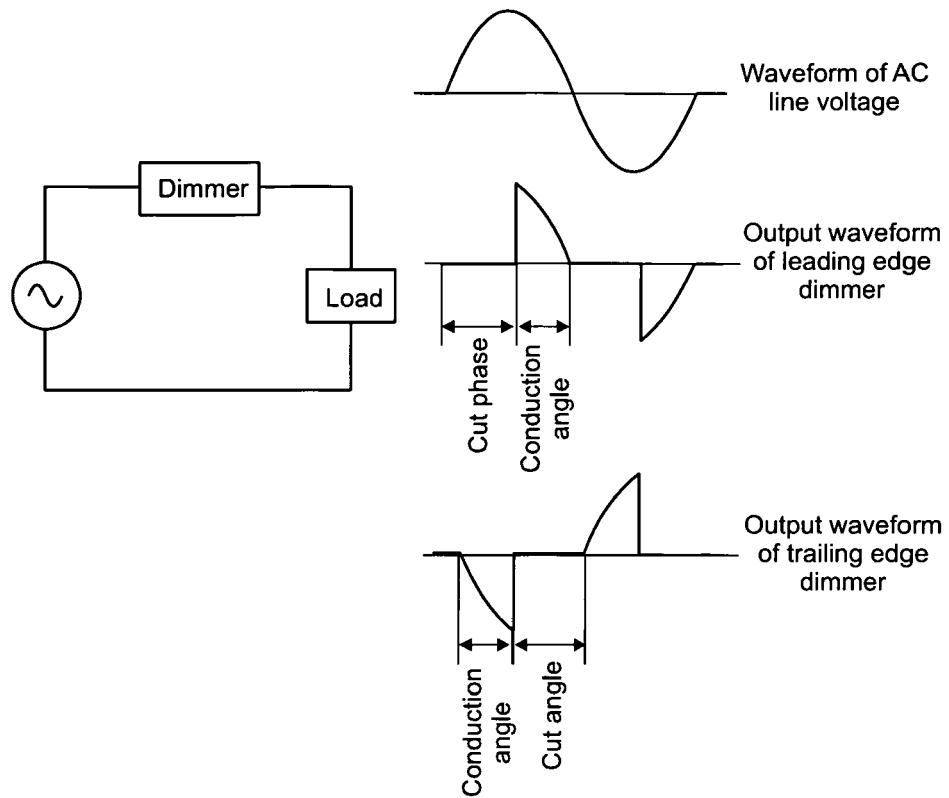 Waveform of AC
line voltage
Dimmer
Load
Output waveform
of leading edge
dimmer
Cut phase
Conduction
angle
Output waveform
of trailing edge
dimmer
Conduction
angle
Cut angle